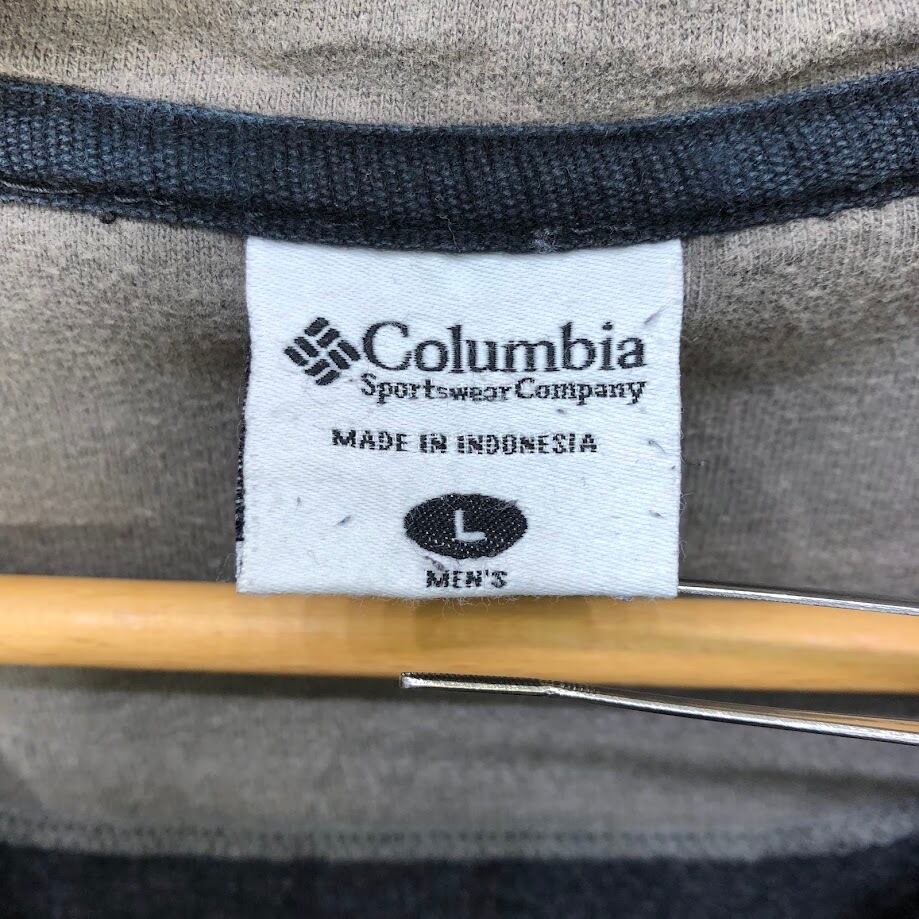 Columbia
Sportswear Company
MADE IN INDONESIA
L
MEN'S